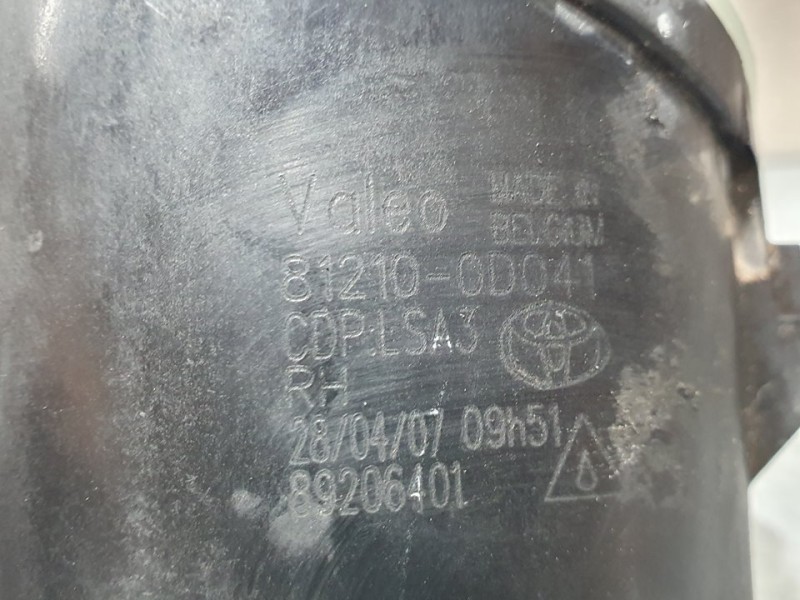 Valeo MADE IN
BELGIUM
81210-0D041
CDP:LSA3
RH
28/04/07 09h51
89206401